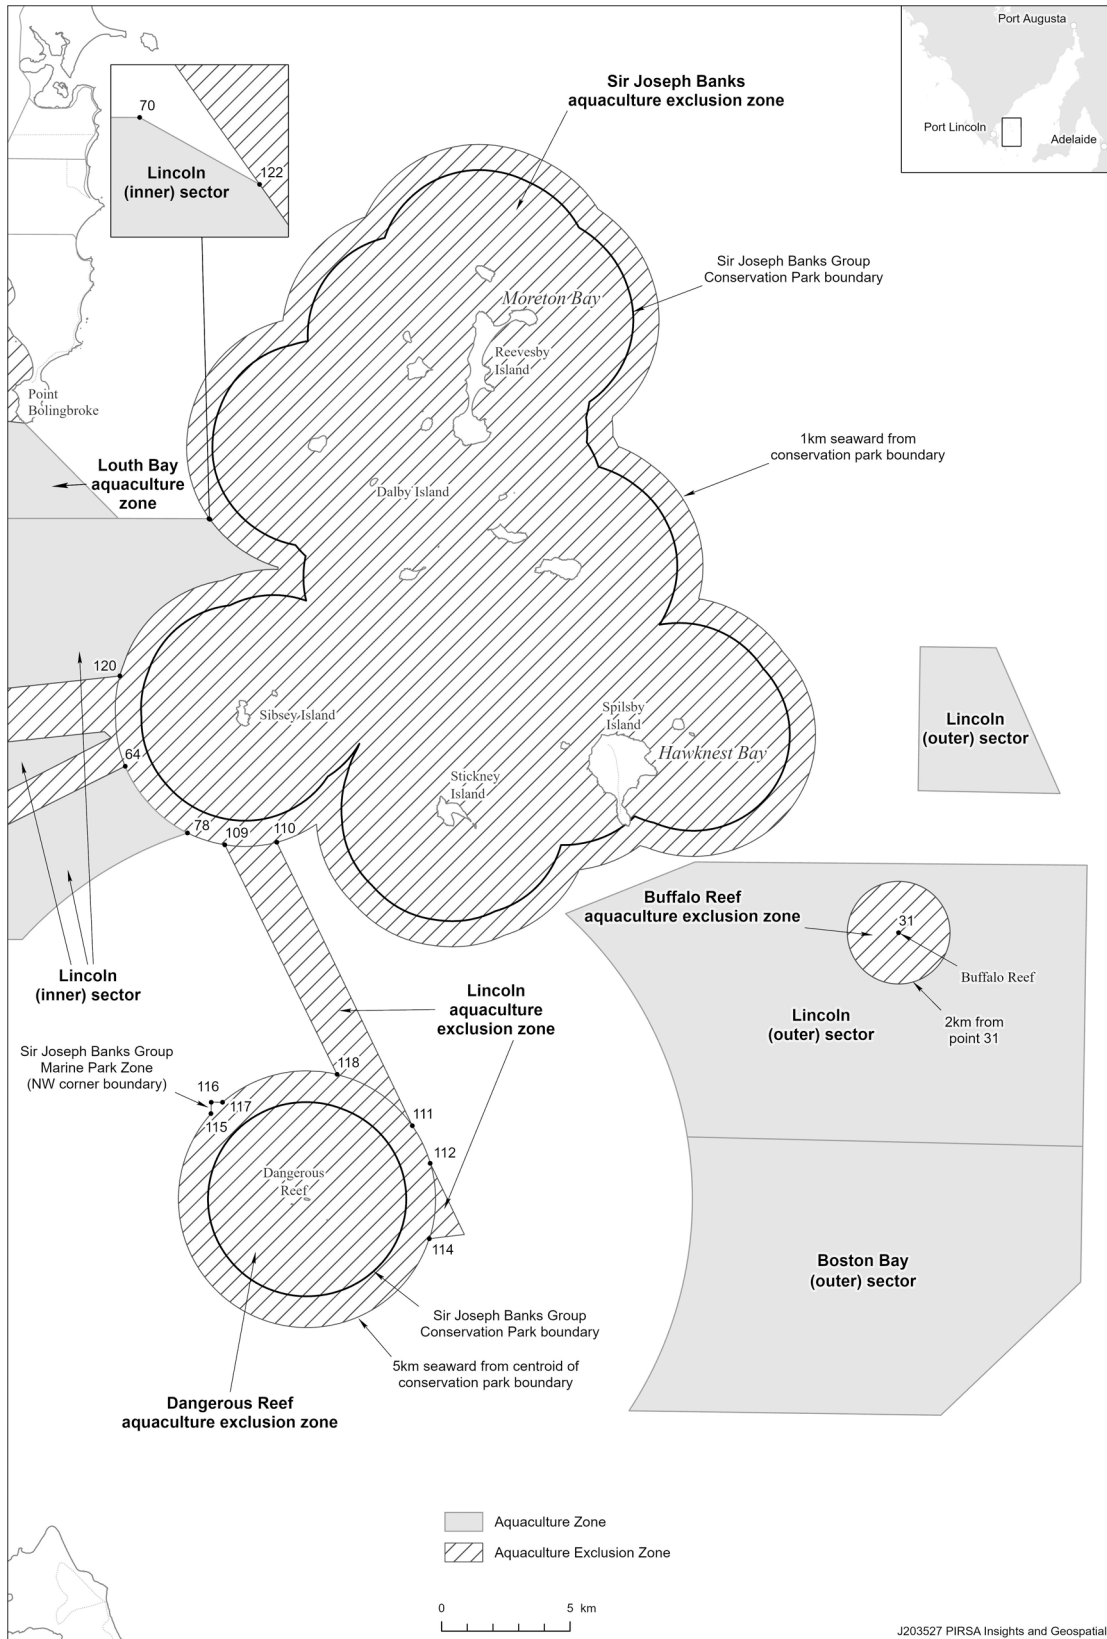 Port Augusta
Port Lincoln
Adelaide
Sir Joseph Banks
aquaculture exclusion zone
70
Lincoln
(inner) sector
122
Sir Joseph Banks Group
Conservation Park boundary
Moreton Bay
Reevesby
Island
Point
Bolingbroke
1km seaward from
conservation park boundary
Louth Bay
aquaculture
zone
Dalby Island
120
Sibsey Island
Spilsby
Island
Hawknest Bay
Lincoln
(outer) sector
64
Stickney
Island
78
109
110
Buffalo Reef
aquaculture exclusion zone
31
Buffalo Reef
Lincoln
(inner) sector
Lincoln
aquaculture
exclusion zone
Lincoln
(outer) sector
2km from
point 31
Sir Joseph Banks Group
Marine Park Zone
(NW corner boundary)
118
116
117
115
111
112
Dangerous
Reef
114
Boston Bay
(outer) sector
Sir Joseph Banks Group
Conservation Park boundary
5km seaward from centroid of
conservation park boundary
Dangerous Reef
aquaculture exclusion zone
Aquaculture Zone
Aquaculture Exclusion Zone
0 5 km
J203527 PIRSA Insights and Geospatial